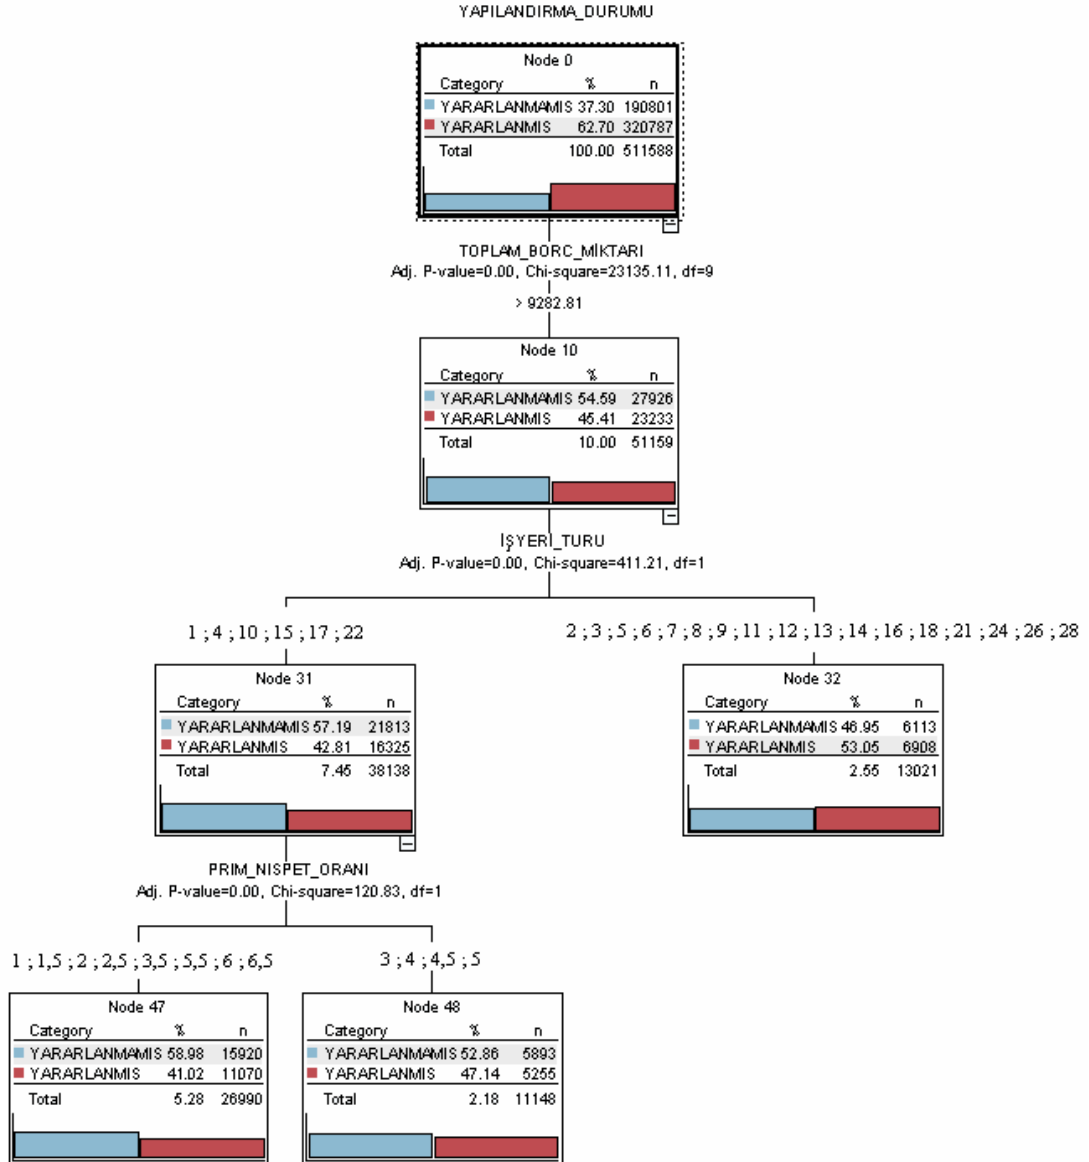 YAPILANDIRMA_DURUMU
Node 0
Category % n
YARARLANMAMIS 37.30 190801
YARARLANMIS 62.70 320787
Total 100.00 511588
TOPLAM_BORC_MİKTARI
Adj. P-value=0.00, Chi-square=23135.11, df=9
> 9282.81
Node 10
Category % n
YARARLANMAMIS 54.59 27926
YARARLANMIS 45.41 23233
Total 10.00 51159
İŞYERİ_TURU
Adj. P-value=0.00, Chi-square=411.21, df=1
1 ; 4 ; 10 ; 15 ; 17 ; 22
2 ; 3 ; 5 ; 6 ; 7 ; 8 ; 9 ; 11 ; 12 ; 13 ; 14 ; 16 ; 18 ; 21 ; 24 ; 26 ; 28
Node 31
Category % n
YARARLANMAMIS 57.19 21813
YARARLANMIS 42.81 16325
Total 7.45 38138
Node 32
Category % n
YARARLANMAMIS 46.95 6113
YARARLANMIS 53.05 6908
Total 2.55 13021
PRIM_NISPET_ORANI
Adj. P-value=0.00, Chi-square=120.83, df=1
1 ; 1,5 ; 2 ; 2,5 ; 3,5 ; 5,5 ; 6 ; 6,5
3 ; 4 ; 4,5 ; 5
Node 47
Category % n
YARARLANMAMIS 58.98 15920
YARARLANMIS 41.02 11070
Total 5.28 26990
Node 48
Category % n
YARARLANMAMIS 52.86 5893
YARARLANMIS 47.14 5255
Total 2.18 11148